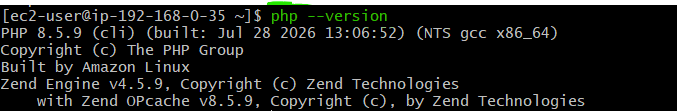 [ec2-user@ip-192-168-0-35 ~]$ php --version
PHP 8.5.9 (cli) (built: Jul 28 2026 13:06:52) (NTS gcc x86_64)
Copyright (c) The PHP Group
Built by Amazon Linux
Zend Engine v4.5.9, Copyright (c) Zend Technologies
    with Zend OPcache v8.5.9, Copyright (c), by Zend Technologies